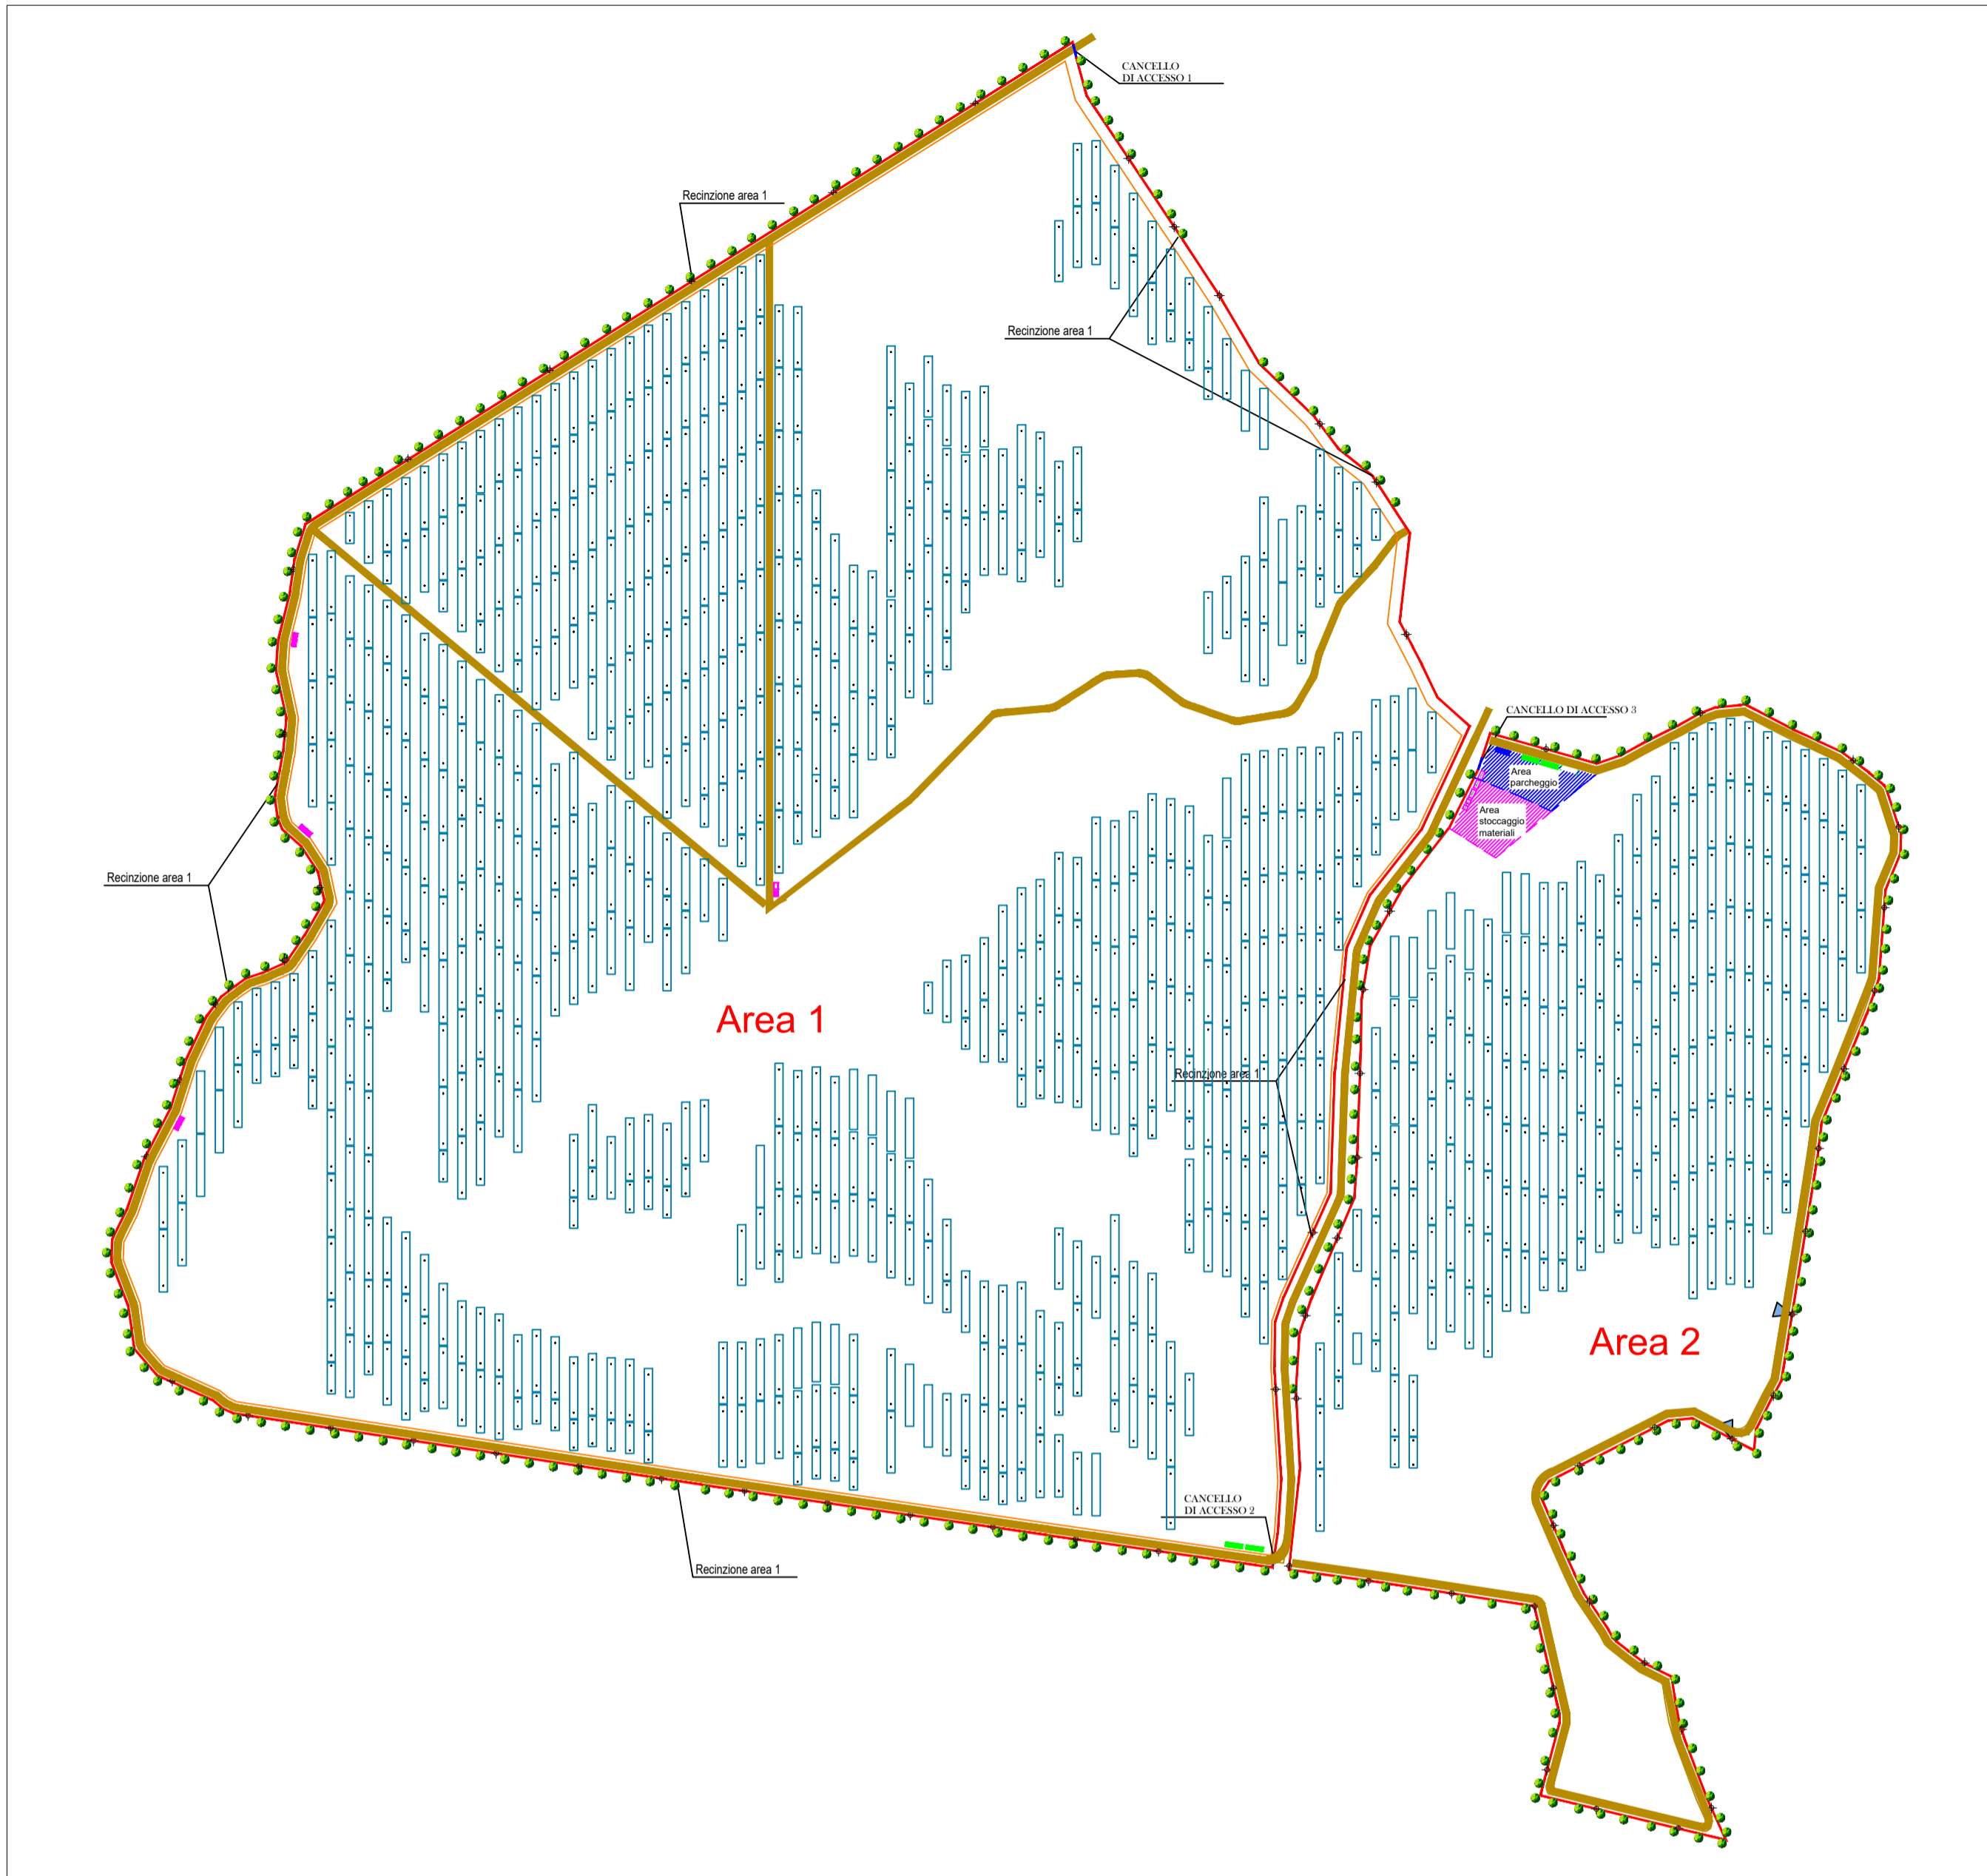 CANCELLO
DI ACCESSO 1
Recinzione area 1
Recinzione area 1
CANCELLO DI ACCESSO 3
Area
parcheggio
Area
stoccaggio
materiali
Recinzione area 1
Area 1
Recinzione area 1
Area 2
CANCELLO
DI ACCESSO 2
Recinzione area 1